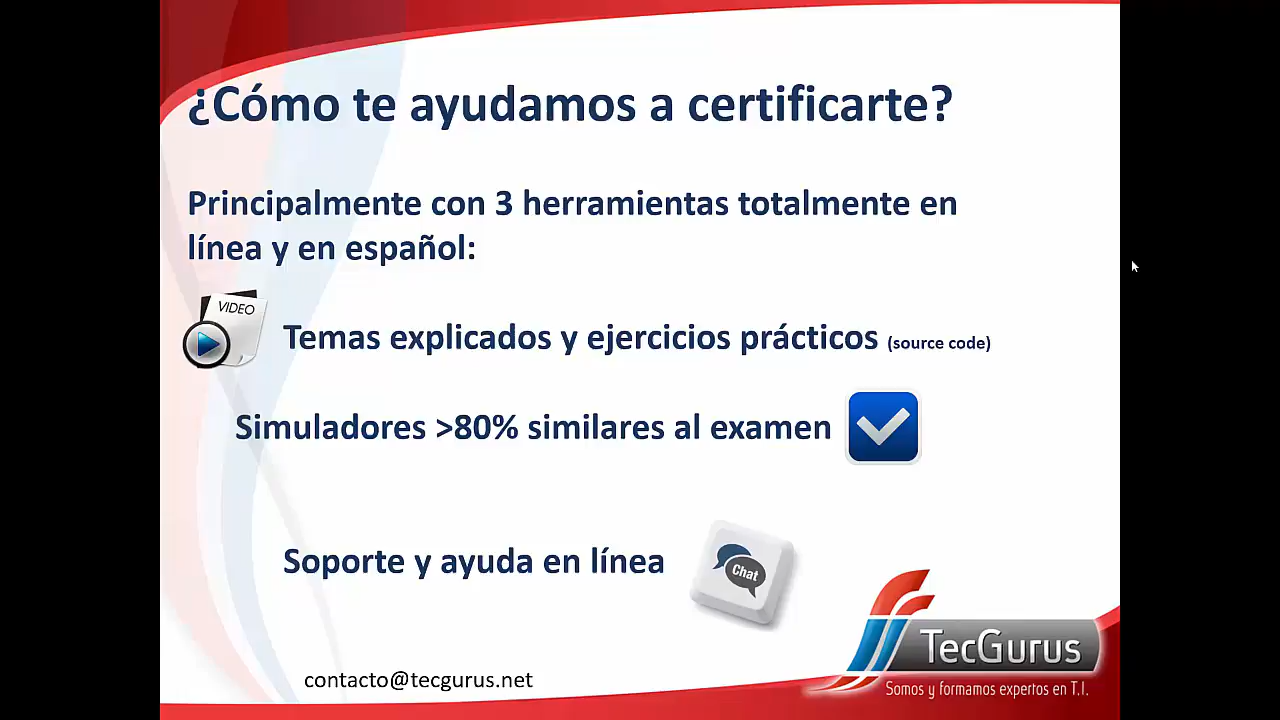 ¿Cómo te ayudamos a certificarte?
Principalmente con 3 herramientas totalmente en
línea y en español:
VIDEO
Temas explicados y ejercicios prácticos (source code)
Simuladores >80% similares al examen
Soporte y ayuda en línea
Chat
TecGurus
Somos y formamos expertos en T.I.
contacto@tecgurus.net